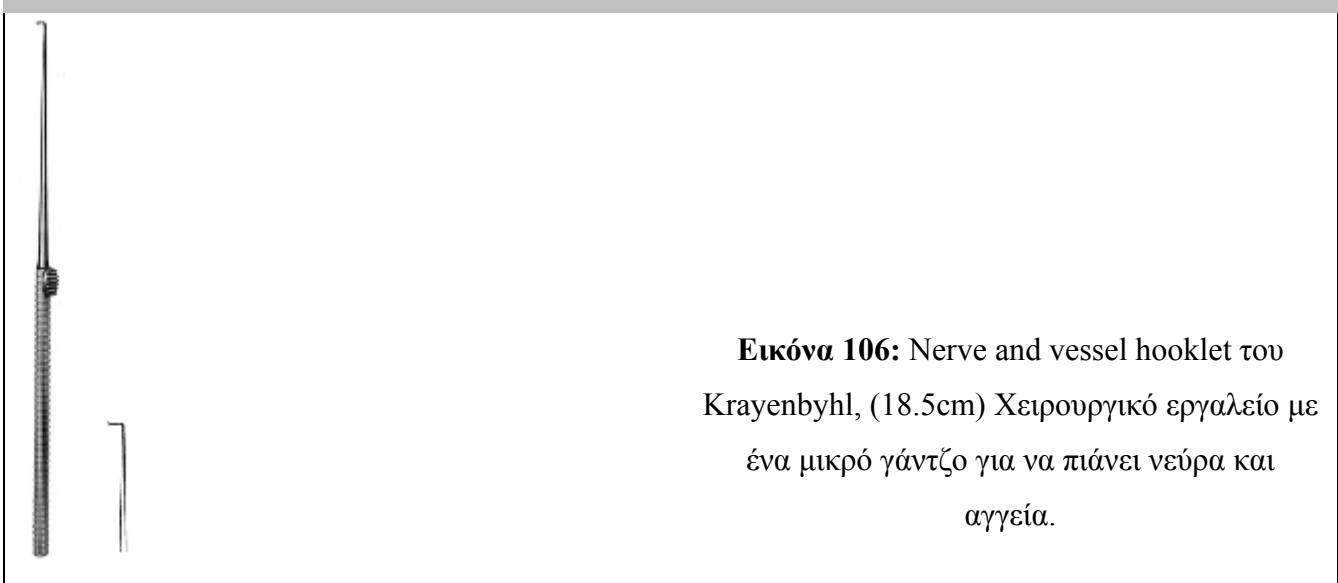 Εικόνα 106: Nerve and vessel hooklet του
Krayenbyhl, (18.5cm) Χειρουργικό εργαλείο με
ένα μικρό γάντζο για να πιάνει νεύρα και
αγγεία.